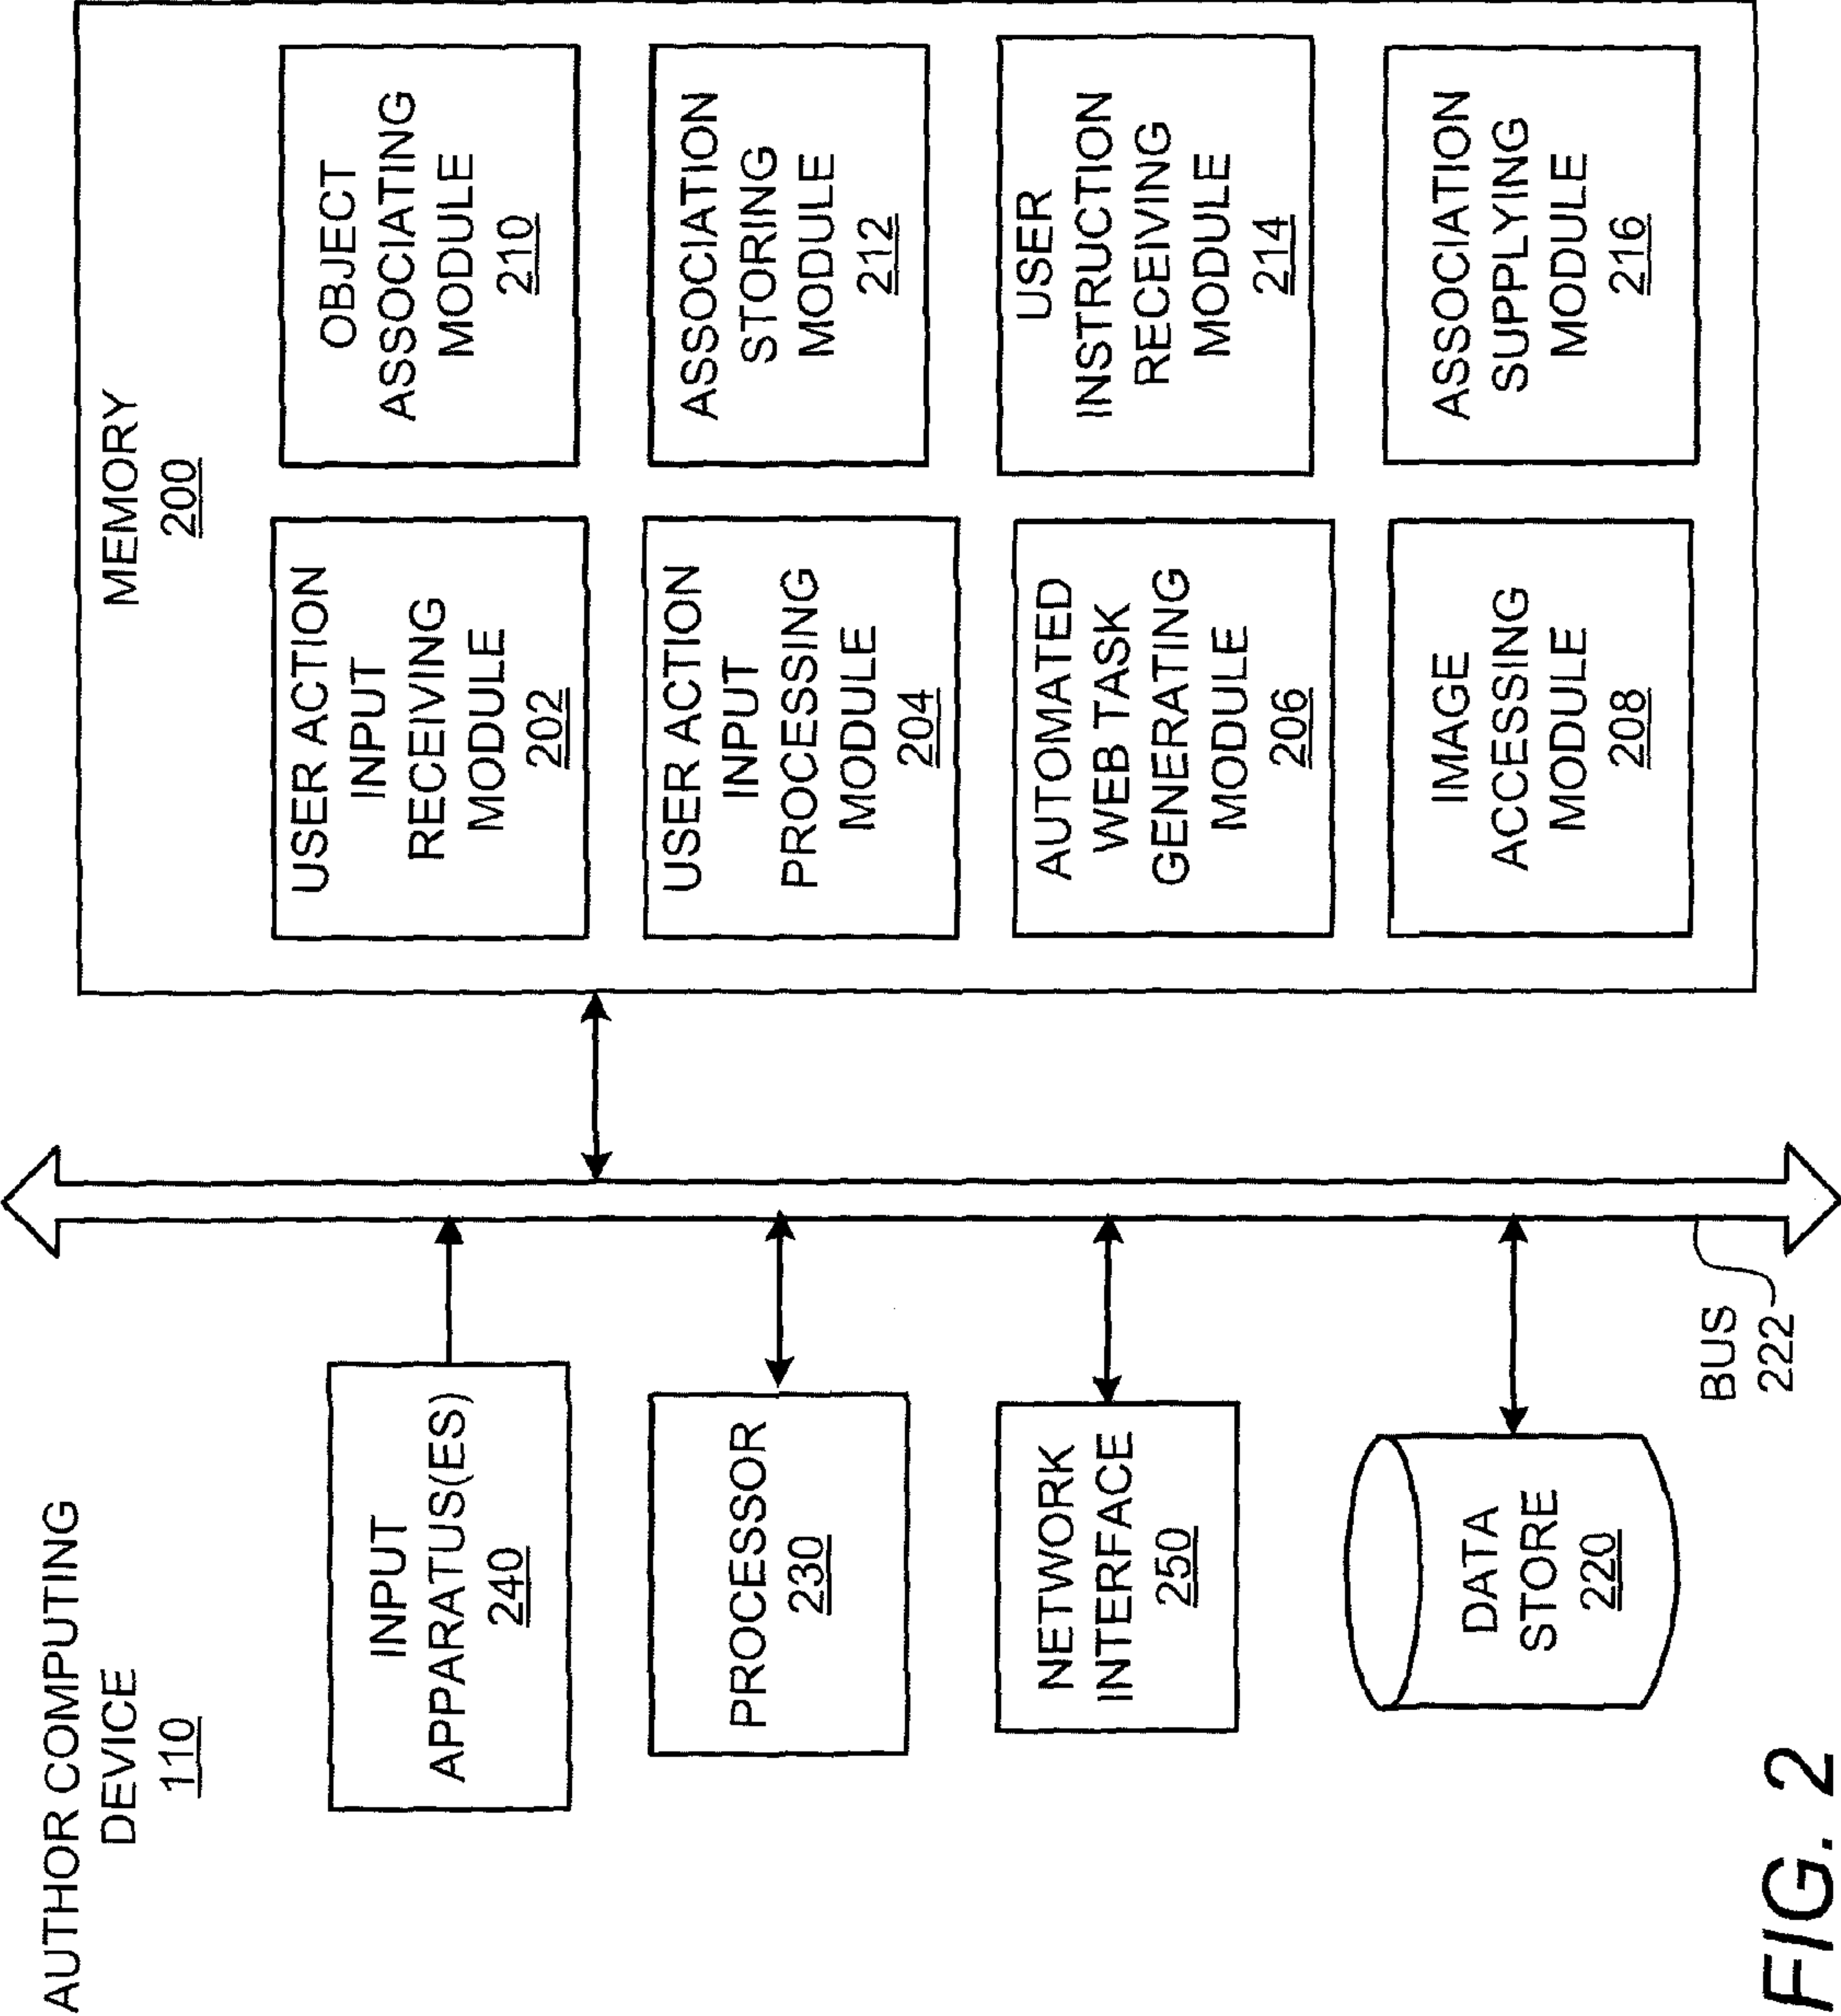 AUTHOR COMPUTING
DEVICE
110
INPUT
APPARATUS(ES)
240
PROCESSOR
230
NETWORK
INTERFACE
250
DATA
STORE
220
BUS
222
MEMORY
200
USER ACTION
INPUT
RECEIVING
MODULE
202
USER ACTION
INPUT
PROCESSING
MODULE
204
AUTOMATED
WEB TASK
GENERATING
MODULE
206
IMAGE
ACCESSING
MODULE
208
OBJECT
ASSOCIATING
MODULE
210
ASSOCIATION
STORING
MODULE
212
USER
INSTRUCTION
RECEIVING
MODULE
214
ASSOCIATION
SUPPLYING
MODULE
216
FIG. 2